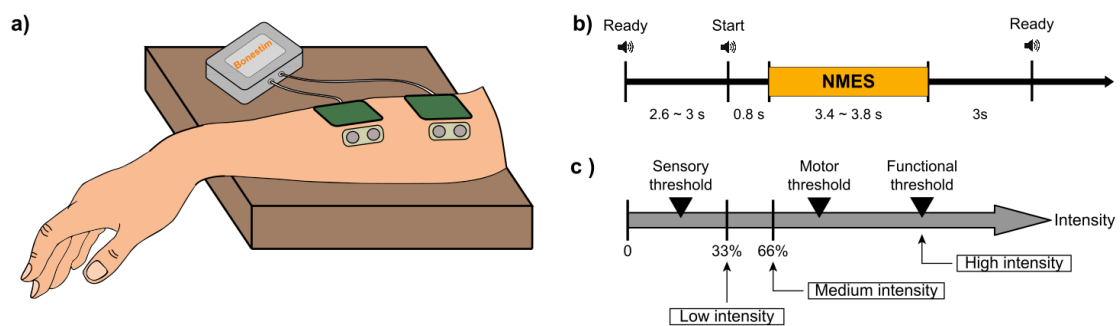 a)
Bonestim
b)
Ready
Start
Ready
NMES
2.6 ~ 3 s
0.8 s
3.4 ~ 3.8 s
3s
c )
Sensory
threshold
Motor
threshold
Functional
threshold
Intensity
0
33%
66%
High intensity
Medium intensity
Low intensity